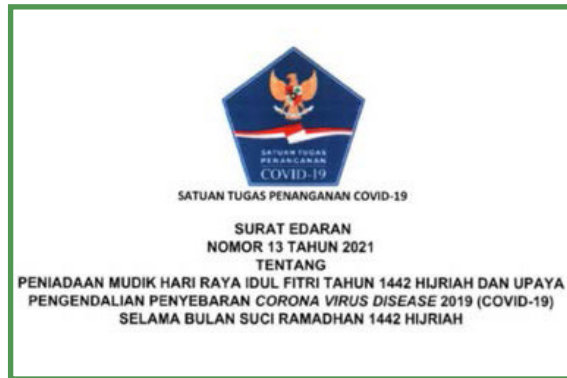 SATUAN TUGAS
PENANGANAN
COVID-19
SATUAN TUGAS PENANGANAN COVID-19
SURAT EDARAN
NOMOR 13 TAHUN 2021
TENTANG
PENIADAAN MUDIK HARI RAYA IDUL FITRI TAHUN 1442 HIJRIAH DAN UPAYA
PENGENDALIAN PENYEBARAN CORONA VIRUS DISEASE 2019 (COVID-19)
SELAMA BULAN SUCI RAMADHAN 1442 HIJRIAH